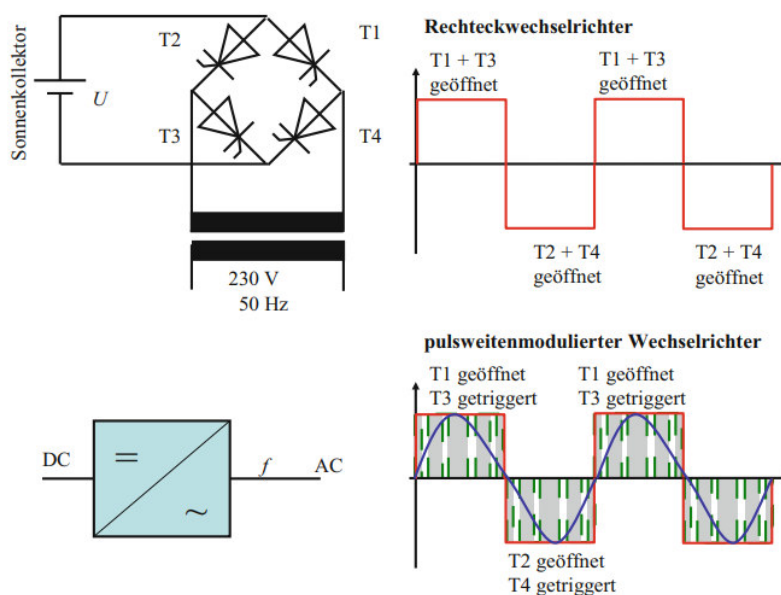 Sonnenkollektor
U
T2
T1
T3
T4
230 V
50 Hz
Rechteckwechselrichter
T1 + T3
geöffnet
T1 + T3
geöffnet
T2 + T4
geöffnet
T2 + T4
geöffnet
DC
=
~
f
AC
pulsweitenmodulierter Wechselrichter
T1 geöffnet
T3 getriggert
T1 geöffnet
T3 getriggert
T2 geöffnet
T4 getriggert